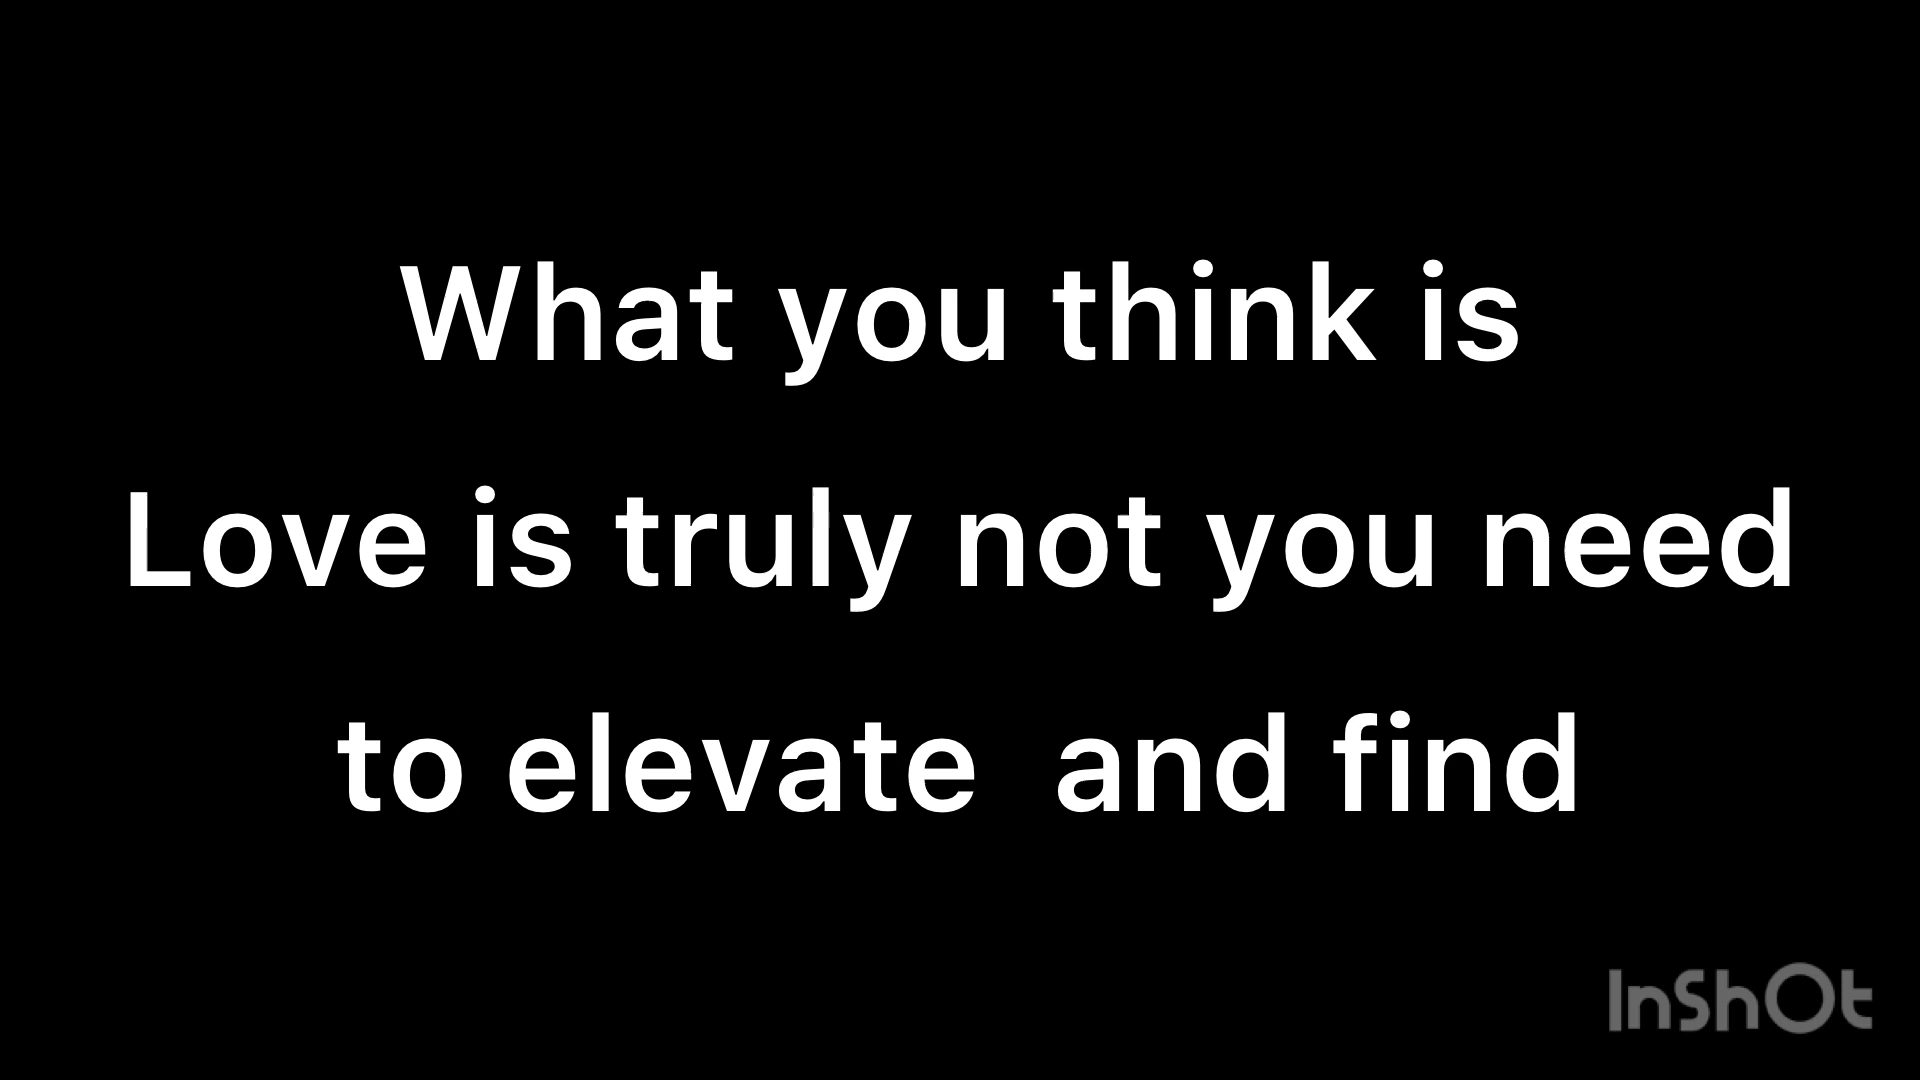 What you think is
Love is truly not you need
to elevate  and find
InShOt